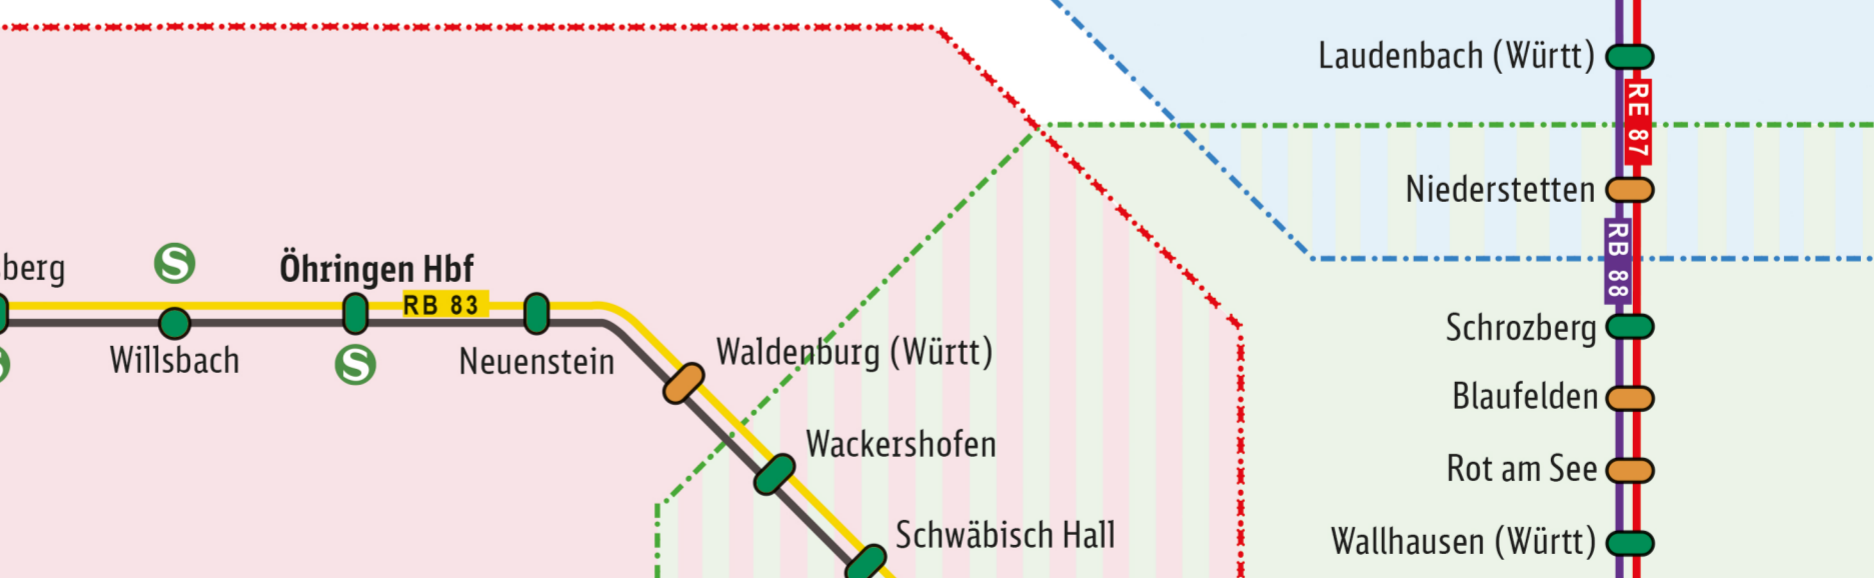 Laudenbach (Württ)
RE 87
Niederstetten
RB 88
berg
S
Öhringen Hbf
RB 83
Willsbach
S
Neuenstein
Waldenburg (Württ)
Wackershofen
Schwäbisch Hall
Schrozberg
Blaufelden
Rot am See
Wallhausen (Württ)